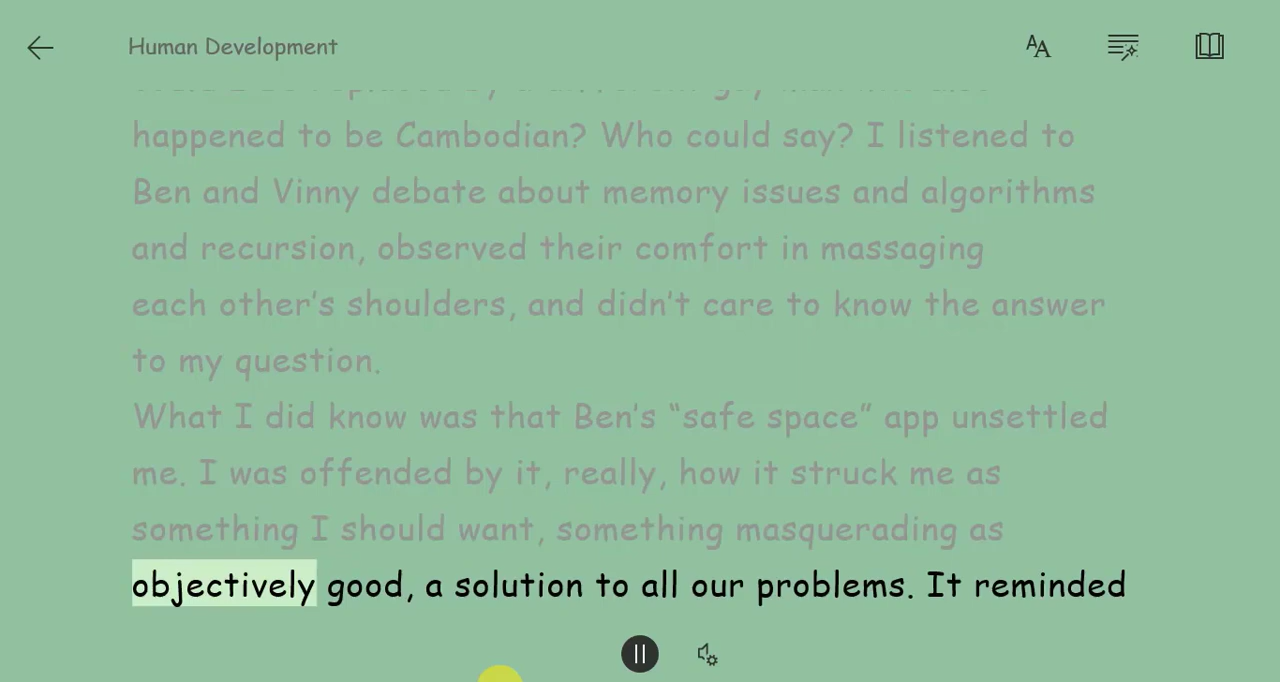 Human Development
happened to be Cambodian? Who could say? I listened to
Ben and Vinny debate about memory issues and algorithms
and recursion, observed their comfort in massaging
each other's shoulders, and didn't care to know the answer
to my question.
What I did know was that Ben's “safe space” app unsettled
me. I was offended by it, really, how it struck me as
something I should want, something masquerading as
objectively good, a solution to all our problems. It reminded